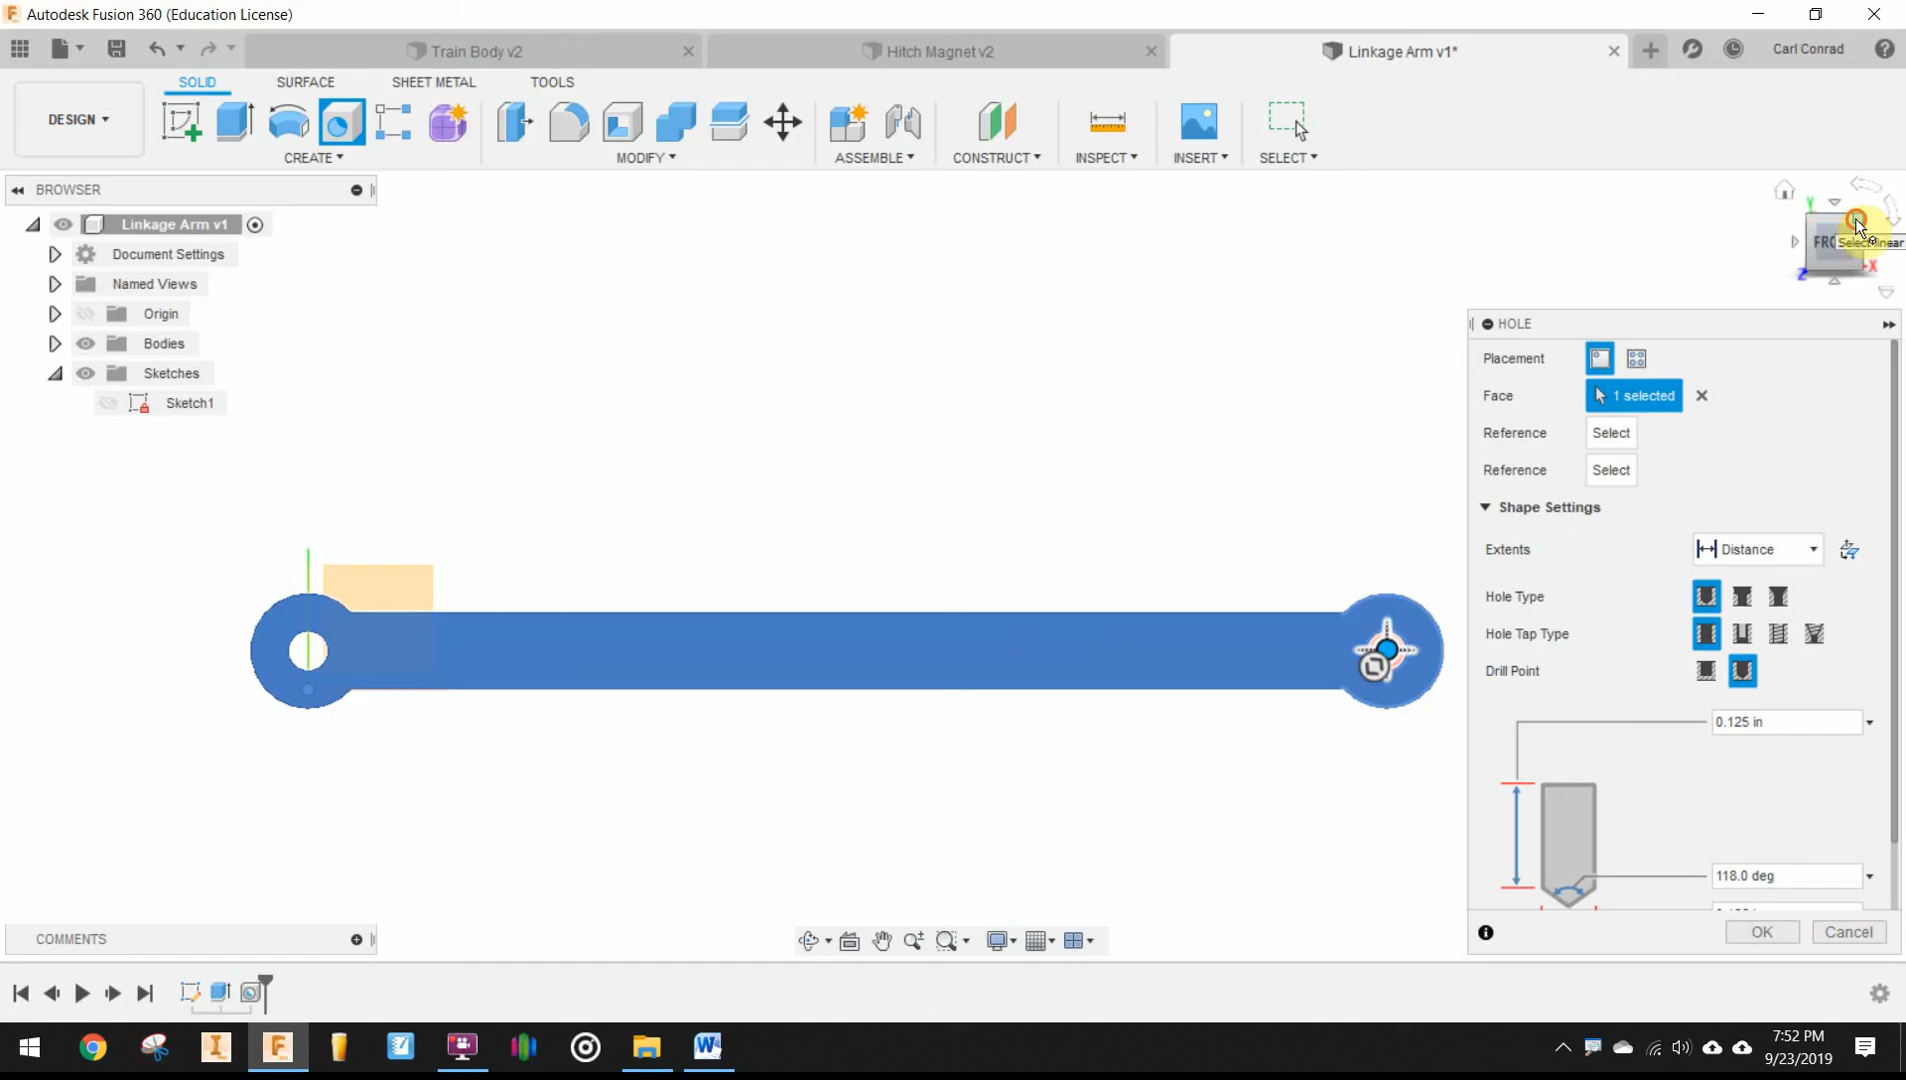 Autodesk Fusion 360 (Education License)
Train Body v2
Hitch Magnet v2
Linkage Arm v1*
Carl Conrad
SOLID
SURFACE
SHEET METAL
TOOLS
DESIGN
CREATE
MODIFY
ASSEMBLE
CONSTRUCT
INSPECT
INSERT
SELECT
BROWSER
Linkage Arm v1
Document Settings
Named Views
Origin
Bodies
Sketches
Sketch1
Y
FRO
Select linear
X
Z
HOLE
Placement
Face
1 selected
Reference
Select
Reference
Select
Shape Settings
Extents
Distance
Hole Type
Hole Tap Type
Drill Point
0.125 in
118.0 deg
OK
Cancel
COMMENTS
7:52 PM
9/23/2019